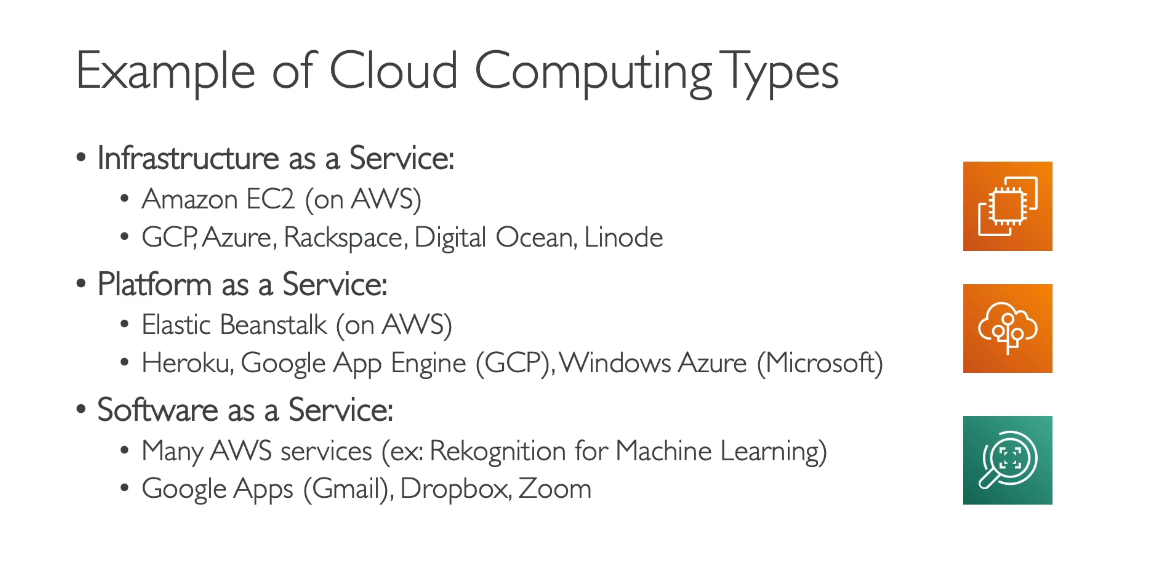 Example of Cloud Computing Types
• Infrastructure as a Service:
• Amazon EC2 (on AWS)
• GCP, Azure, Rackspace, Digital Ocean, Linode
• Platform as a Service:
• Elastic Beanstalk (on AWS)
• Heroku, Google App Engine (GCP), Windows Azure (Microsoft)
• Software as a Service:
• Many AWS services (ex: Rekognition for Machine Learning)
• Google Apps (Gmail), Dropbox, Zoom